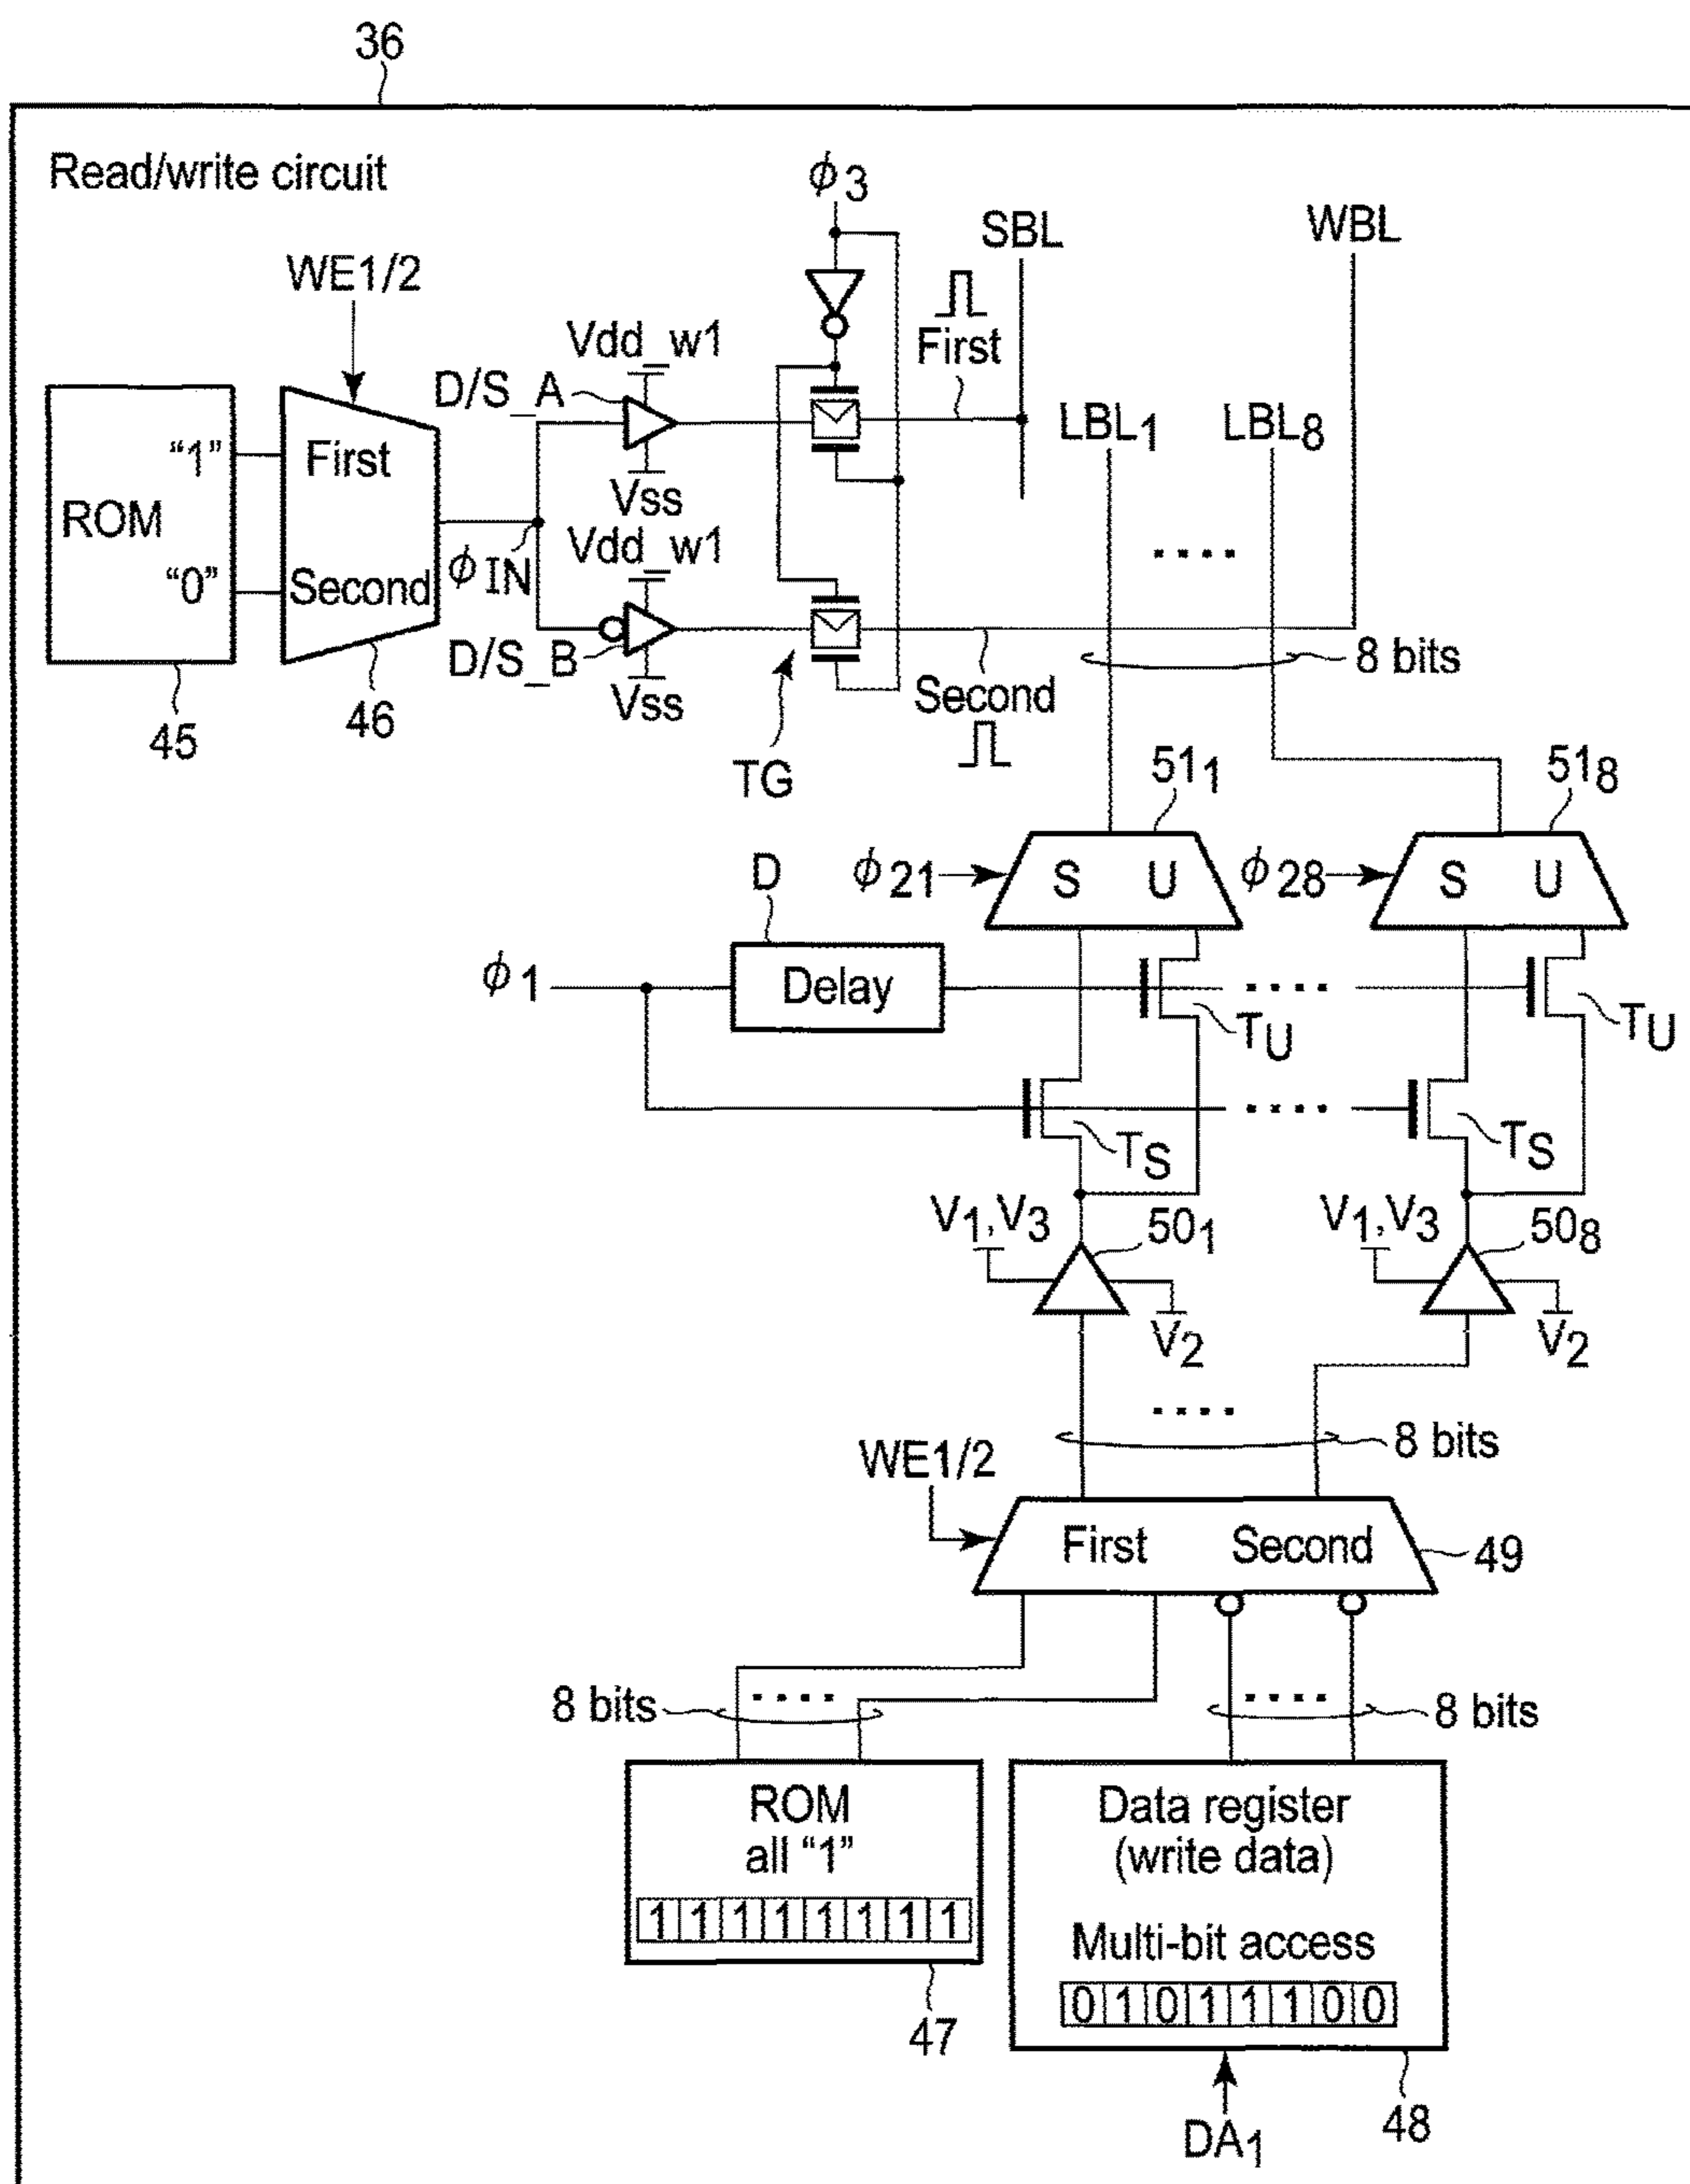 36
Read/write circuit
ϕ3
SBL
WBL
WE1/2
Vdd_w1
First
D/S_A
LBL1
LBL8
"1"
First
Vss
ROM
Vdd_w1
ϕIN
"0"
Second
D/S_B
8 bits
Vss
Second
45
46
TG
511
518
ϕ21
S U
ϕ28
S U
D
ϕ1
Delay
TU
TU
TS
TS
V1,V3
501
V1,V3
508
V2
V2
8 bits
WE1/2
First Second
49
8 bits
8 bits
ROM
all "1"
1 1 1 1 1 1 1 1
Data register
(write data)
Multi-bit access
0 1 0 1 1 1 0 0
47
48
DA1